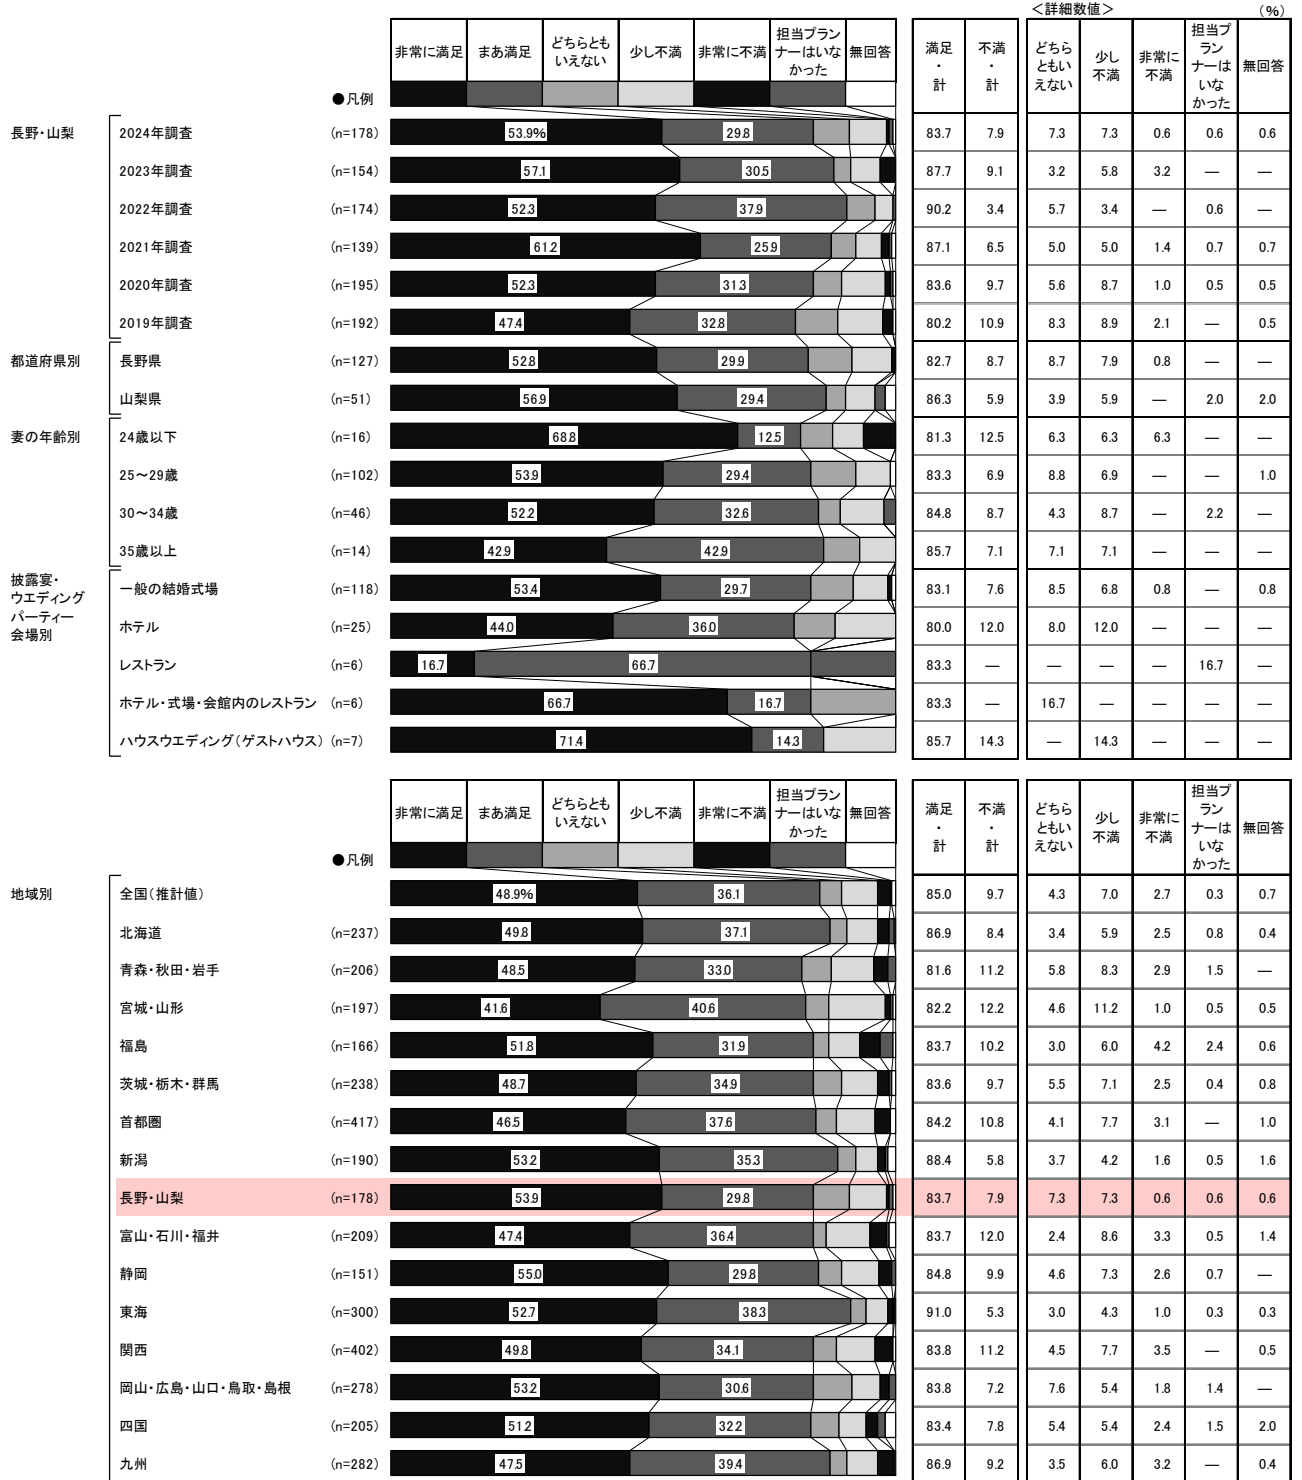 ＜詳細数値＞ （%）
非常に満足 まあ満足 どちらとも いえない 少し不満 非常に不満 担当プラン ナーはいな かった 無回答 満足 ・ 計 不満 ・ 計 どちら ともい えない 少し 不満 非常に 不満 担当プ ラン ナーは いな かった 無回答
●凡例
長野・山梨 2024年調査 (n=178) 53.9% 29.8 83.7 7.9 7.3 7.3 0.6 0.6 0.6
2023年調査 (n=154) 57.1 30.5 87.7 9.1 3.2 5.8 3.2 ― ―
2022年調査 (n=174) 52.3 37.9 90.2 3.4 5.7 3.4 ― 0.6 ―
2021年調査 (n=139) 61.2 25.9 87.1 6.5 5.0 5.0 1.4 0.7 0.7
2020年調査 (n=195) 52.3 31.3 83.6 9.7 5.6 8.7 1.0 0.5 0.5
2019年調査 (n=192) 47.4 32.8 80.2 10.9 8.3 8.9 2.1 ― 0.5
都道府県別 長野県 (n=127) 52.8 29.9 82.7 8.7 8.7 7.9 0.8 ― ―
山梨県 (n=51) 56.9 29.4 86.3 5.9 3.9 5.9 ― 2.0 2.0
妻の年齢別 24歳以下 (n=16) 68.8 12.5 81.3 12.5 6.3 6.3 6.3 ― ―
25～29歳 (n=102) 53.9 29.4 83.3 6.9 8.8 6.9 ― ― 1.0
30～34歳 (n=46) 52.2 32.6 84.8 8.7 4.3 8.7 ― 2.2 ―
35歳以上 (n=14) 42.9 42.9 85.7 7.1 7.1 7.1 ― ― ―
披露宴・
ウエディング
パーティー
会場別
一般の結婚式場 (n=118) 53.4 29.7 83.1 7.6 8.5 6.8 0.8 ― 0.8
ホテル (n=25) 44.0 36.0 80.0 12.0 8.0 12.0 ― ― ―
レストラン (n=6) 16.7 66.7 83.3 ― ― ― ― 16.7 ―
ホテル・式場・会館内のレストラン (n=6) 66.7 16.7 83.3 ― 16.7 ― ― ― ―
ハウスウエディング（ゲストハウス） (n=7) 71.4 14.3 85.7 14.3 ― 14.3 ― ― ―
非常に満足 まあ満足 どちらとも いえない 少し不満 非常に不満 担当プラン ナーはいな かった 無回答 満足 ・ 計 不満 ・ 計 どちら ともい えない 少し 不満 非常に 不満 担当プ ラン ナーは いな かった 無回答
●凡例
地域別 全国（推計値） 48.9% 36.1 85.0 9.7 4.3 7.0 2.7 0.3 0.7
北海道 (n=237) 49.8 37.1 86.9 8.4 3.4 5.9 2.5 0.8 0.4
青森・秋田・岩手 (n=206) 48.5 33.0 81.6 11.2 5.8 8.3 2.9 1.5 ―
宮城・山形 (n=197) 41.6 40.6 82.2 12.2 4.6 11.2 1.0 0.5 0.5
福島 (n=166) 51.8 31.9 83.7 10.2 3.0 6.0 4.2 2.4 0.6
茨城・栃木・群馬 (n=238) 48.7 34.9 83.6 9.7 5.5 7.1 2.5 0.4 0.8
首都圏 (n=417) 46.5 37.6 84.2 10.8 4.1 7.7 3.1 ― 1.0
新潟 (n=190) 53.2 35.3 88.4 5.8 3.7 4.2 1.6 0.5 1.6
長野・山梨 (n=178) 53.9 29.8 83.7 7.9 7.3 7.3 0.6 0.6 0.6
富山・石川・福井 (n=209) 47.4 36.4 83.7 12.0 2.4 8.6 3.3 0.5 1.4
静岡 (n=151) 55.0 29.8 84.8 9.9 4.6 7.3 2.6 0.7 ―
東海 (n=300) 52.7 38.3 91.0 5.3 3.0 4.3 1.0 0.3 0.3
関西 (n=402) 49.8 34.1 83.8 11.2 4.5 7.7 3.5 ― 0.5
岡山・広島・山口・鳥取・島根 (n=278) 53.2 30.6 83.8 7.2 7.6 5.4 1.8 1.4 ―
四国 (n=205) 51.2 32.2 83.4 7.8 5.4 5.4 2.4 1.5 2.0
九州 (n=282) 47.5 39.4 86.9 9.2 3.5 6.0 3.2 ― 0.4